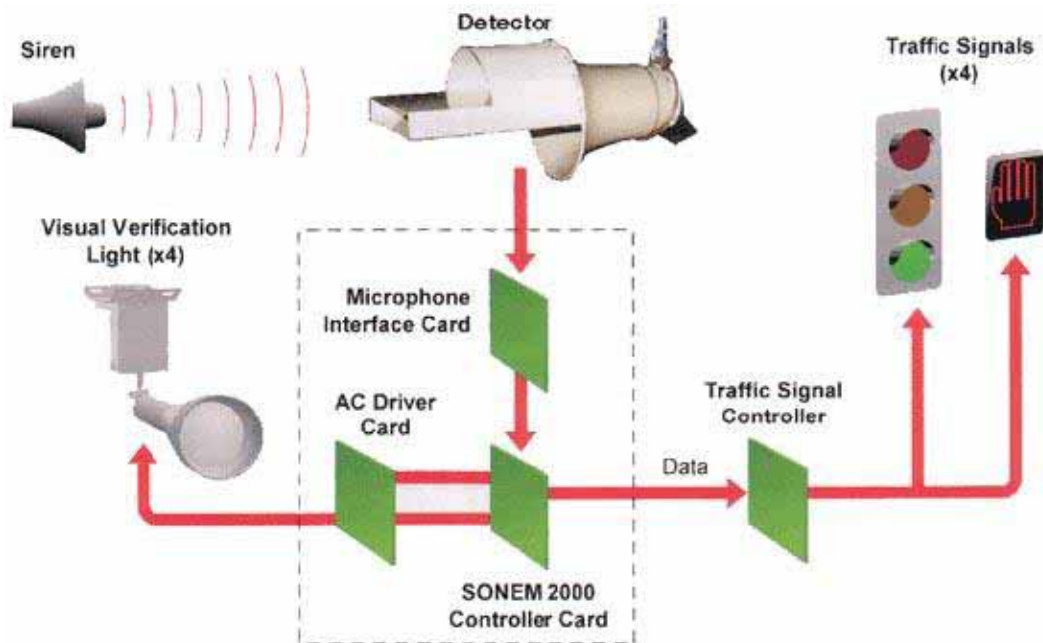 Detector
Siren
Traffic Signals
(x4)
Visual Verification
Light (x4)
Microphone
Interface Card
AC Driver
Card
Traffic Signal
Controller
Data
SONEM 2000
Controller Card